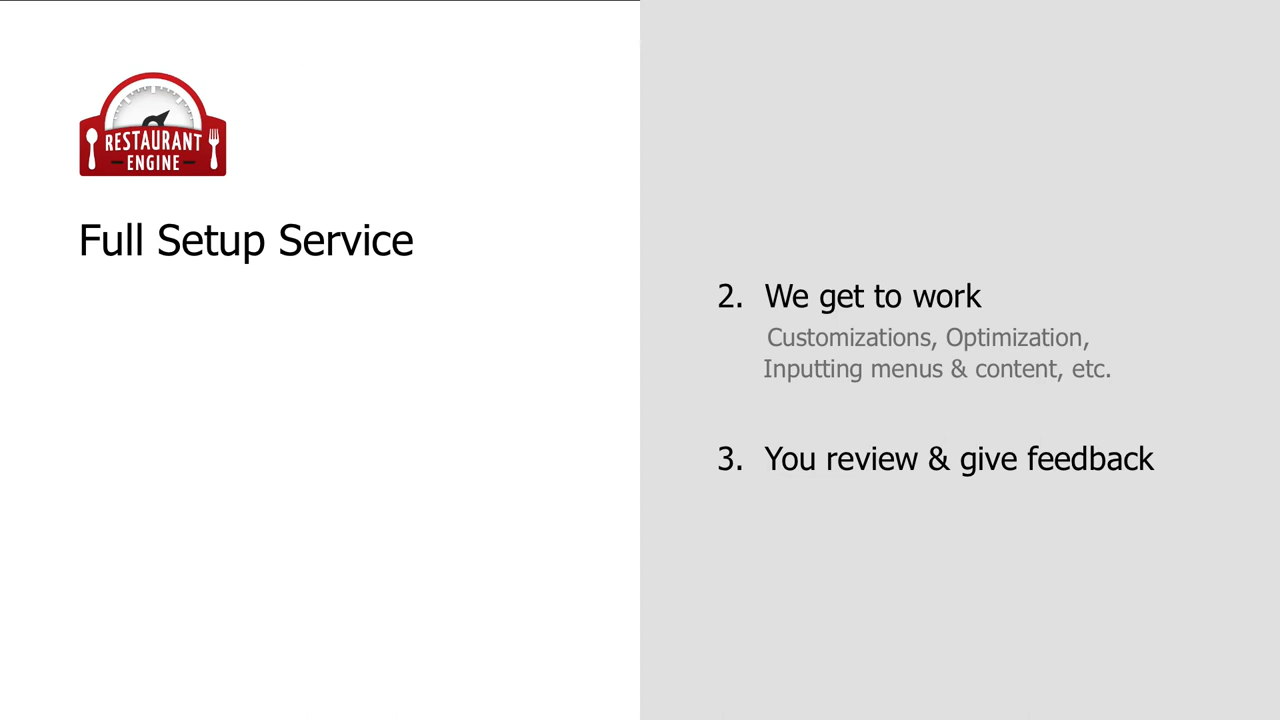 RESTAURANT
ENGINE
Full Setup Service
2. We get to work
Customizations, Optimization,
Inputting menus & content, etc.
3. You review & give feedback